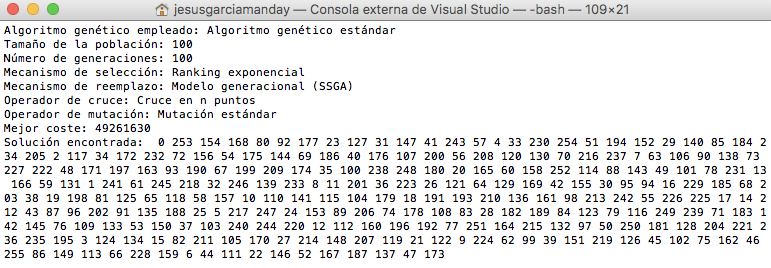 jesusgarciamanday — Consola externa de Visual Studio — -bash — 109×21
Algoritmo genético empleado: Algoritmo genético estándar
Tamaño de la población: 100
Número de generaciones: 100
Mecanismo de selección: Ranking exponencial
Mecanismo de reemplazo: Modelo generacional (SSGA)
Operador de cruce: Cruce en n puntos
Operador de mutación: Mutación estándar
Mejor coste: 49261630
Solución encontrada:  0 253 154 168 80 92 177 23 127 31 147 41 243 57 4 33 230 254 51 194 152 29 140 85 184 2
34 205 2 117 34 172 232 72 156 54 175 144 69 186 40 176 107 200 56 208 120 130 70 216 237 7 63 106 90 138 73
227 222 48 171 197 163 93 190 67 199 209 174 35 100 238 248 180 20 165 60 158 252 114 88 143 49 101 78 231 13
 166 59 131 1 241 61 245 218 32 246 139 233 8 11 201 36 223 26 121 64 129 169 42 155 30 95 94 16 229 185 68 2
03 38 19 198 81 125 65 118 58 157 10 110 141 115 104 179 18 191 193 210 136 161 98 213 242 55 226 225 17 14 2
12 43 87 96 202 91 135 188 25 5 217 247 24 153 89 206 74 178 108 83 28 182 189 84 123 79 116 249 239 71 183 1
42 145 76 109 133 53 150 37 103 240 244 220 12 112 160 196 192 77 251 164 215 132 97 50 250 181 128 204 221 2
36 235 195 3 124 134 15 82 211 105 170 27 214 148 207 119 21 122 9 224 62 99 39 151 219 126 45 102 75 162 46
255 86 149 113 66 228 159 6 44 111 22 146 52 167 187 137 47 173